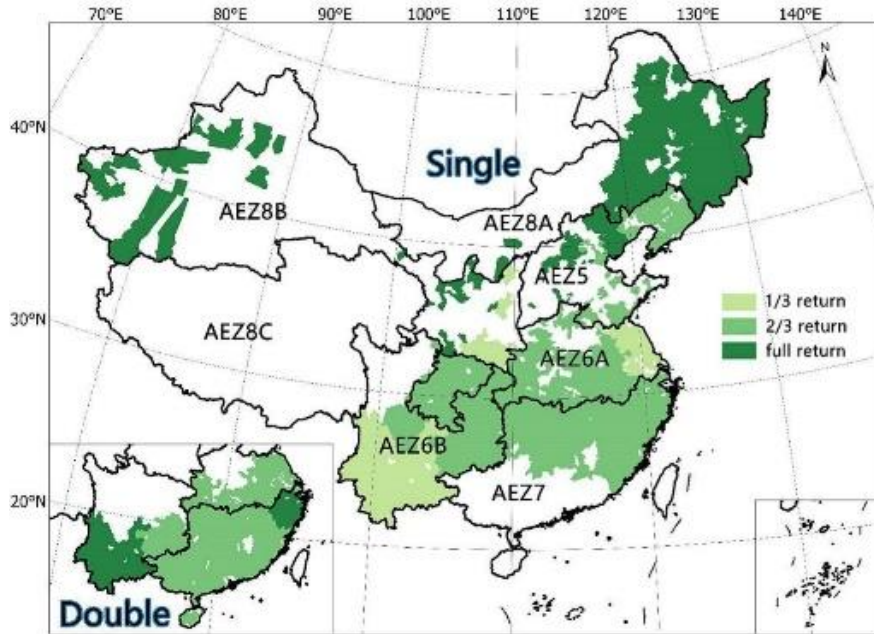 70°E 80°E 90°E 100°E 110°E 120°E 130°E 140°E
N
40°N
Single
AEZ8B
AEZ8A
AEZ5
30°N
AEZ8C
1/3 return
2/3 return
full return
AEZ6A
AEZ6B
AEZ7
20°N
Double